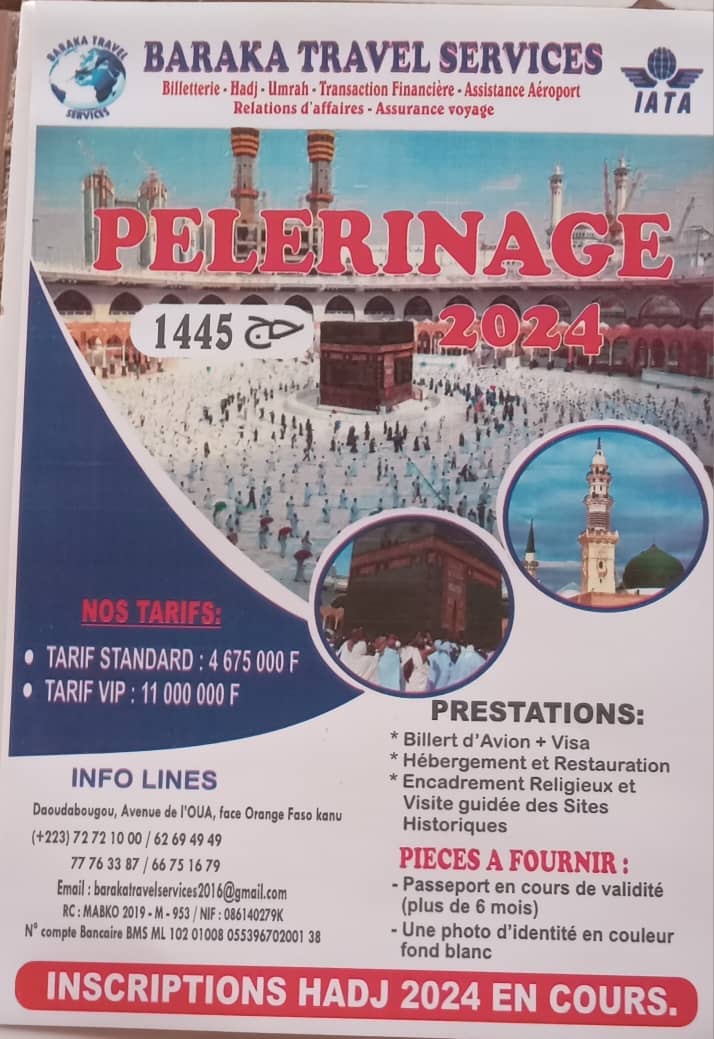 BARAKA TRAVEL SERVICES
BARAKA TRAVEL SERVICES
Billetterie - Hadj - Umrah - Transaction Financière - Assistance Aéroport
Relations d'affaires - Assurance voyage
IATA
PELERINAGE
1445 حج
2024
NOS TARIFS:
• TARIF STANDARD : 4 675 000 F
• TARIF VIP : 11 000 000 F
INFO LINES
Daoudabougou, Avenue de l'OUA, face Orange Faso kanu
(+223) 72 72 10 00 / 62 69 49 49
77 76 33 87 / 66 75 16 79
Email : barakatravelservices2016@gmail.com
RC : MABKO 2019 - M - 953 / NIF : 086140279K
N° compte Bancaire BMS ML 102 01008 055396702001 38
PRESTATIONS:
* Billert d'Avion + Visa
* Hébergement et Restauration
* Encadrement Religieux et
Visite guidée des Sites
Historiques
PIECES A FOURNIR :
- Passeport en cours de validité
(plus de 6 mois)
- Une photo d'identité en couleur
fond blanc
INSCRIPTIONS HADJ 2024 EN COURS.